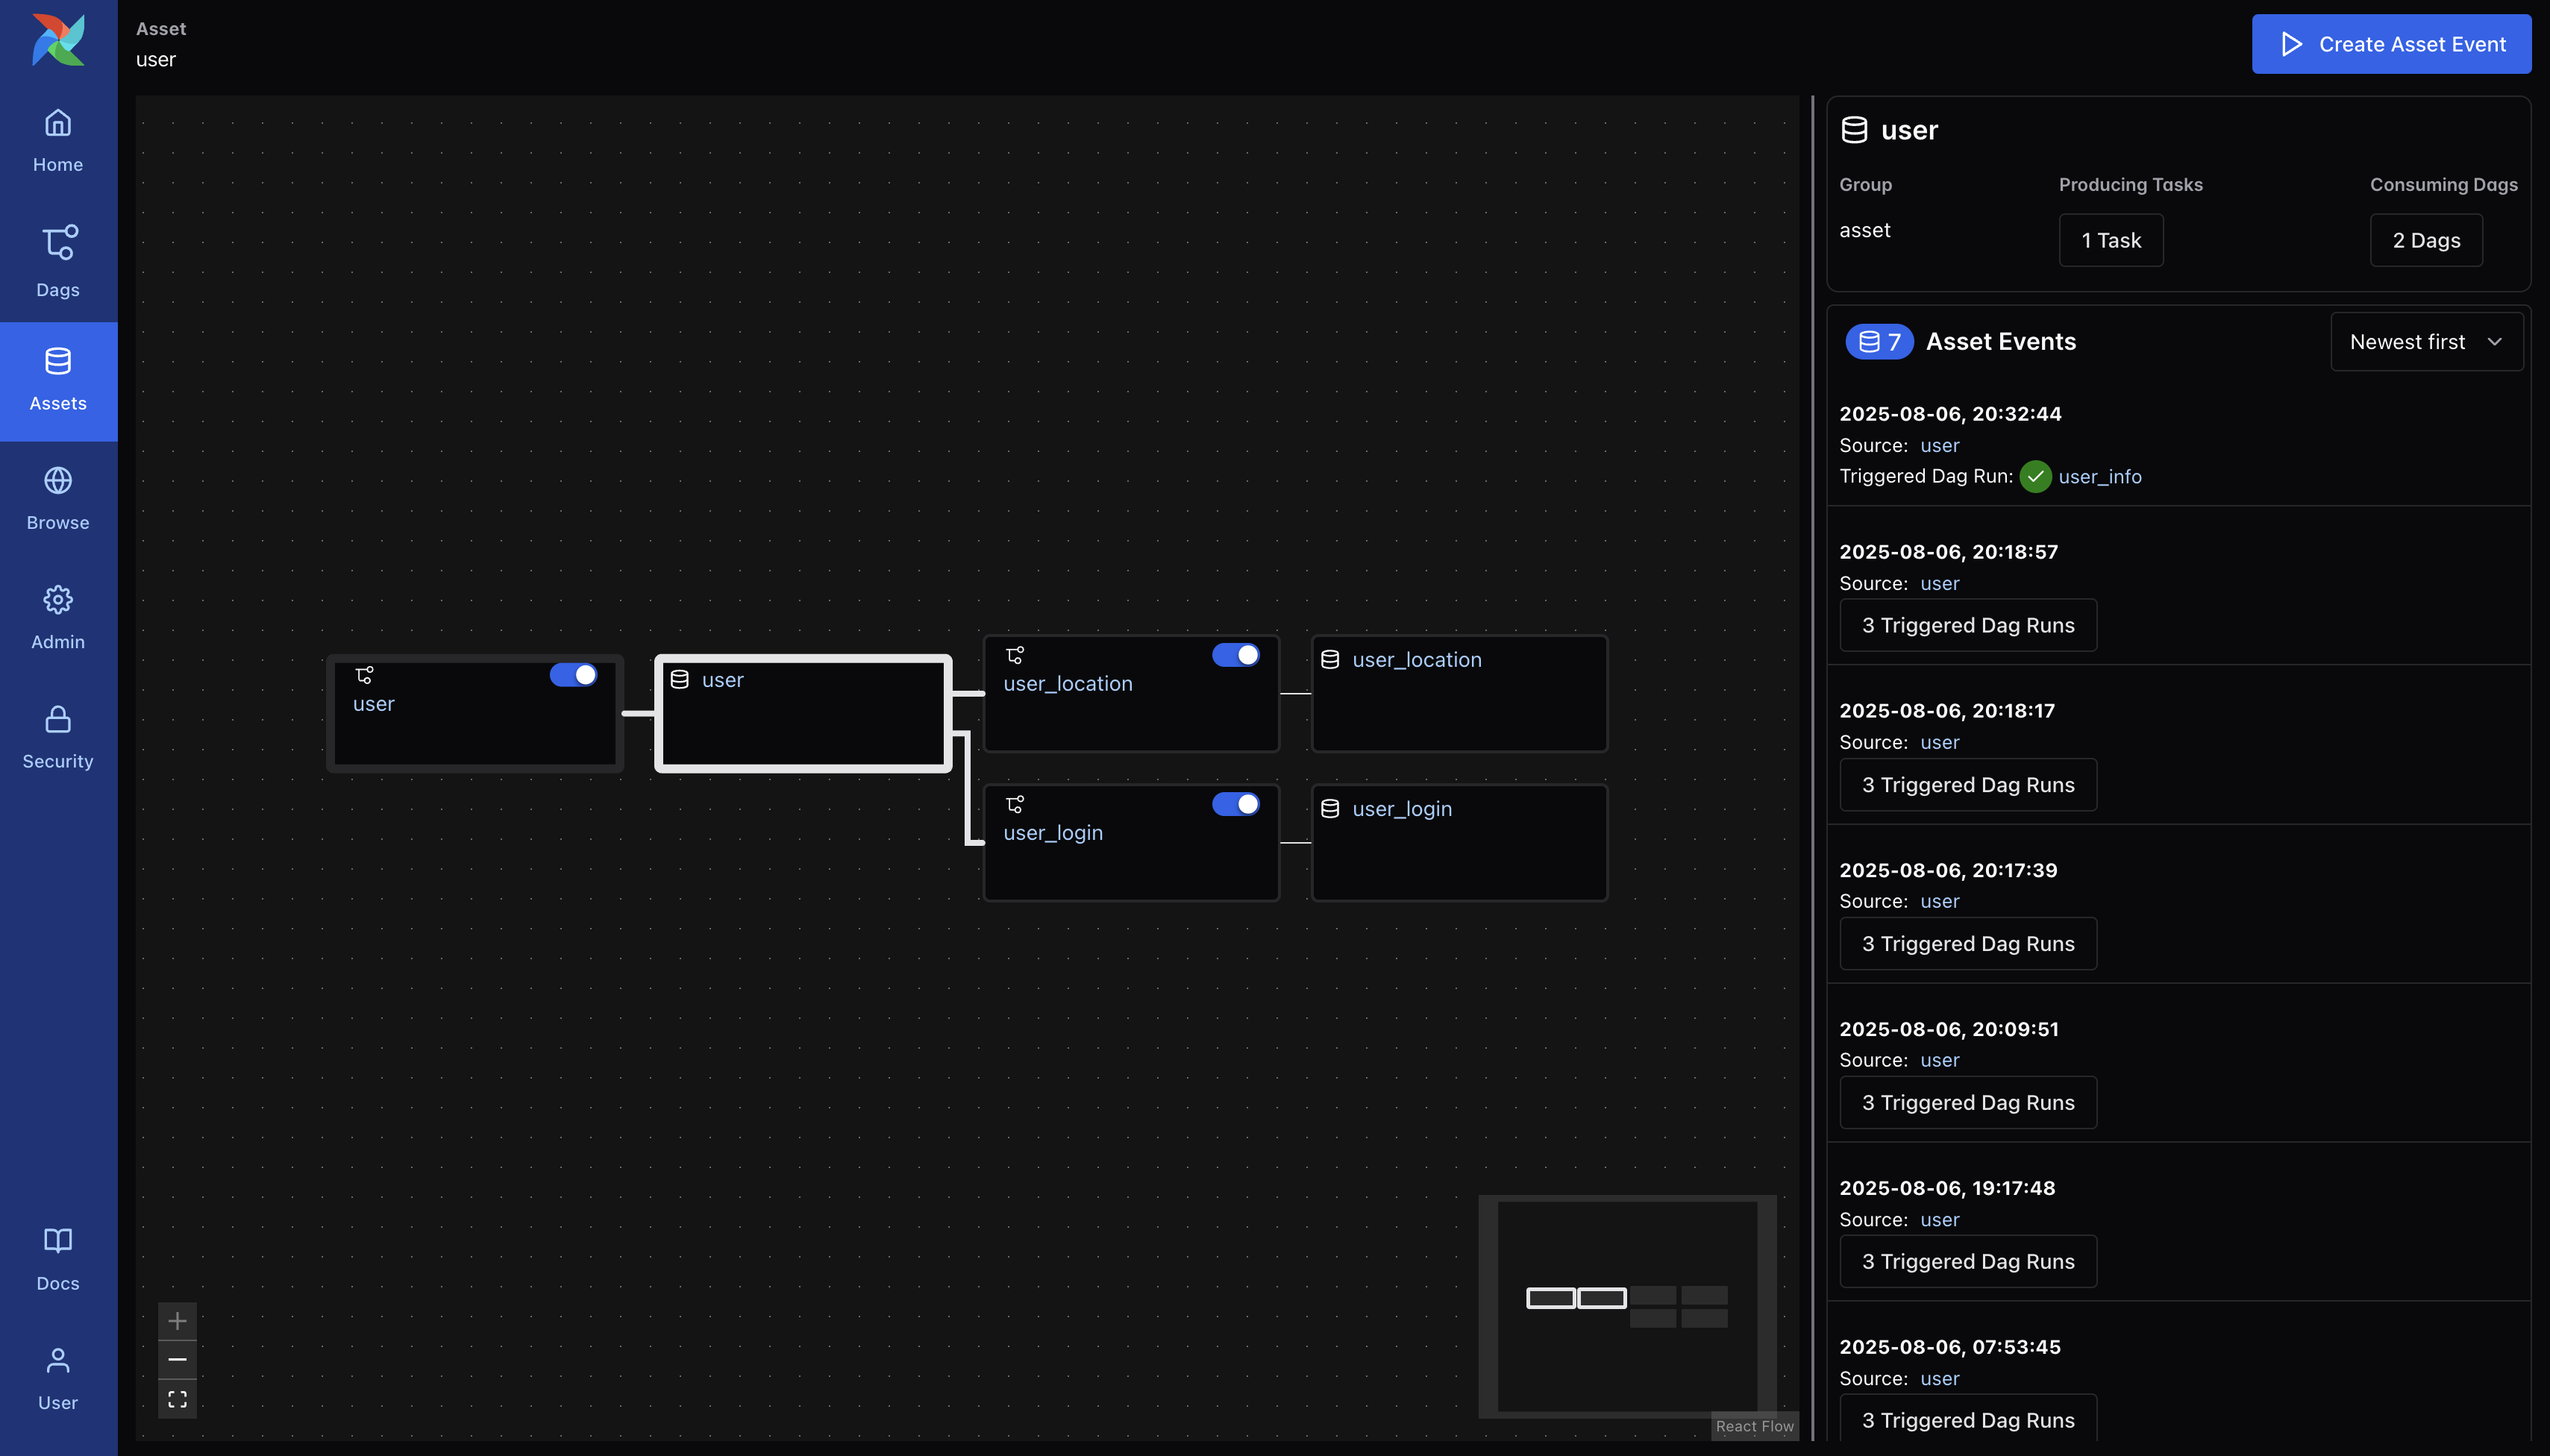 Asset
user
Create Asset Event
Home
Dags
Assets
Browse
Admin
Security
Docs
User
user
user
user_location
user_location
user_login
user_login
React Flow
user
Group
Producing Tasks
Consuming Dags
asset
1 Task
2 Dags
7 Asset Events
Newest first
2025-08-06, 20:32:44
Source: user
Triggered Dag Run: user_info
2025-08-06, 20:18:57
Source: user
3 Triggered Dag Runs
2025-08-06, 20:18:17
Source: user
3 Triggered Dag Runs
2025-08-06, 20:17:39
Source: user
3 Triggered Dag Runs
2025-08-06, 20:09:51
Source: user
3 Triggered Dag Runs
2025-08-06, 19:17:48
Source: user
3 Triggered Dag Runs
2025-08-06, 07:53:45
Source: user
3 Triggered Dag Runs